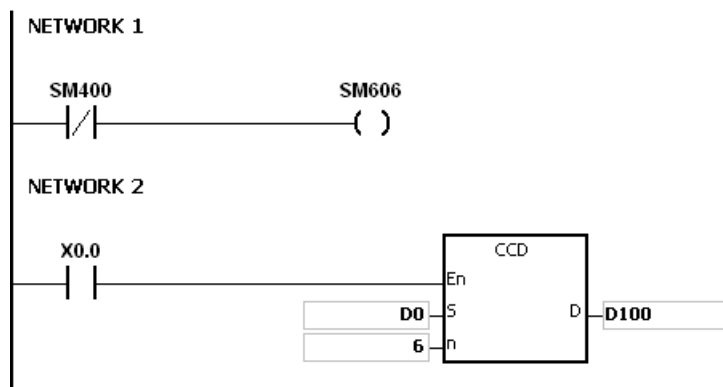 NETWORK 1
SM400 SM606
NETWORK 2
X0.0
CCD
En
D0 S D D100
6 n